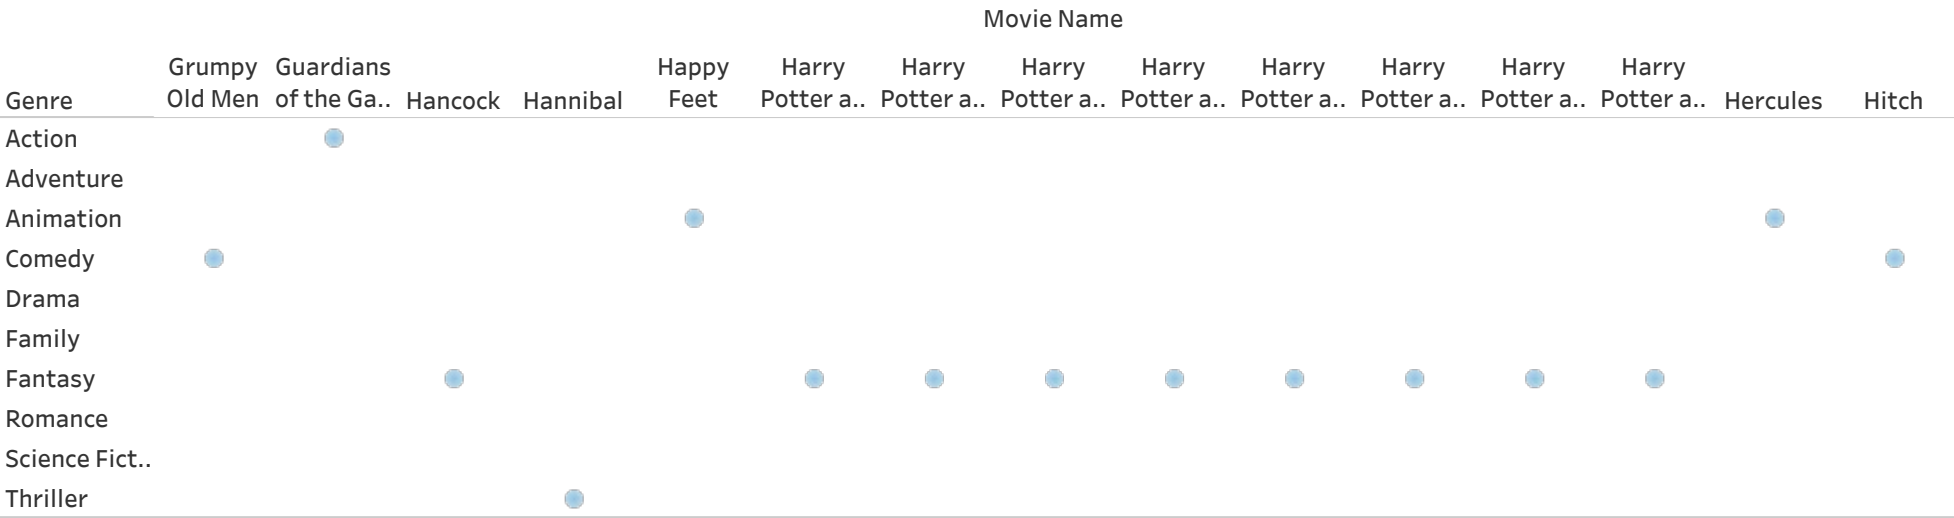 Movie Name
Grumpy Guardians Happy Harry Harry Harry Harry Harry Harry Harry Harry
Genre Old Men of the Ga.. Hancock Hannibal Feet Potter a.. Potter a.. Potter a.. Potter a.. Potter a.. Potter a.. Potter a.. Potter a.. Hercules Hitch
Action
Adventure
Animation
Comedy
Drama
Family
Fantasy
Romance
Science Fict..
Thriller